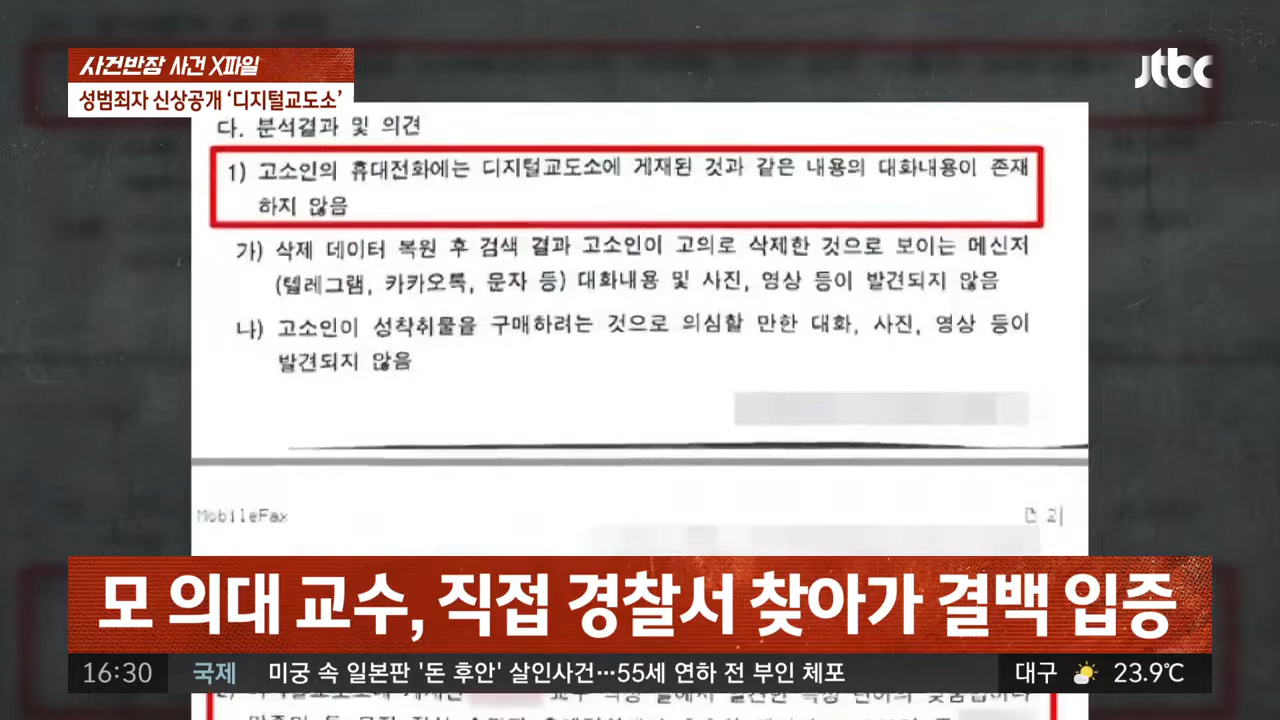 사건반장 사건 X파일
jtbc
성범죄자 신상공개 ‘디지털교도소’
다. 분석결과 및 의견
1) 고소인의 휴대전화에는 디지털교도소에 게재된 것과 같은 내용의 대화내용이 존재
하지 않음
가) 삭제 데이터 복원 후 검색 결과 고소인이 고의로 삭제한 것으로 보이는 메신저
(텔레그램, 카카오톡, 문자 등) 대화내용 및 사진, 영상 등이 발견되지 않음
나) 고소인이 성착취물을 구매하려는 것으로 의심할 만한 대화, 사진, 영상 등이
발견되지 않음
MobileFax
모 의대 교수, 직접 경찰서 찾아가 결백 입증
16:30 국제 미궁 속 일본판 '돈 후안' 살인사건…55세 연하 전 부인 체포 대구 23.9℃